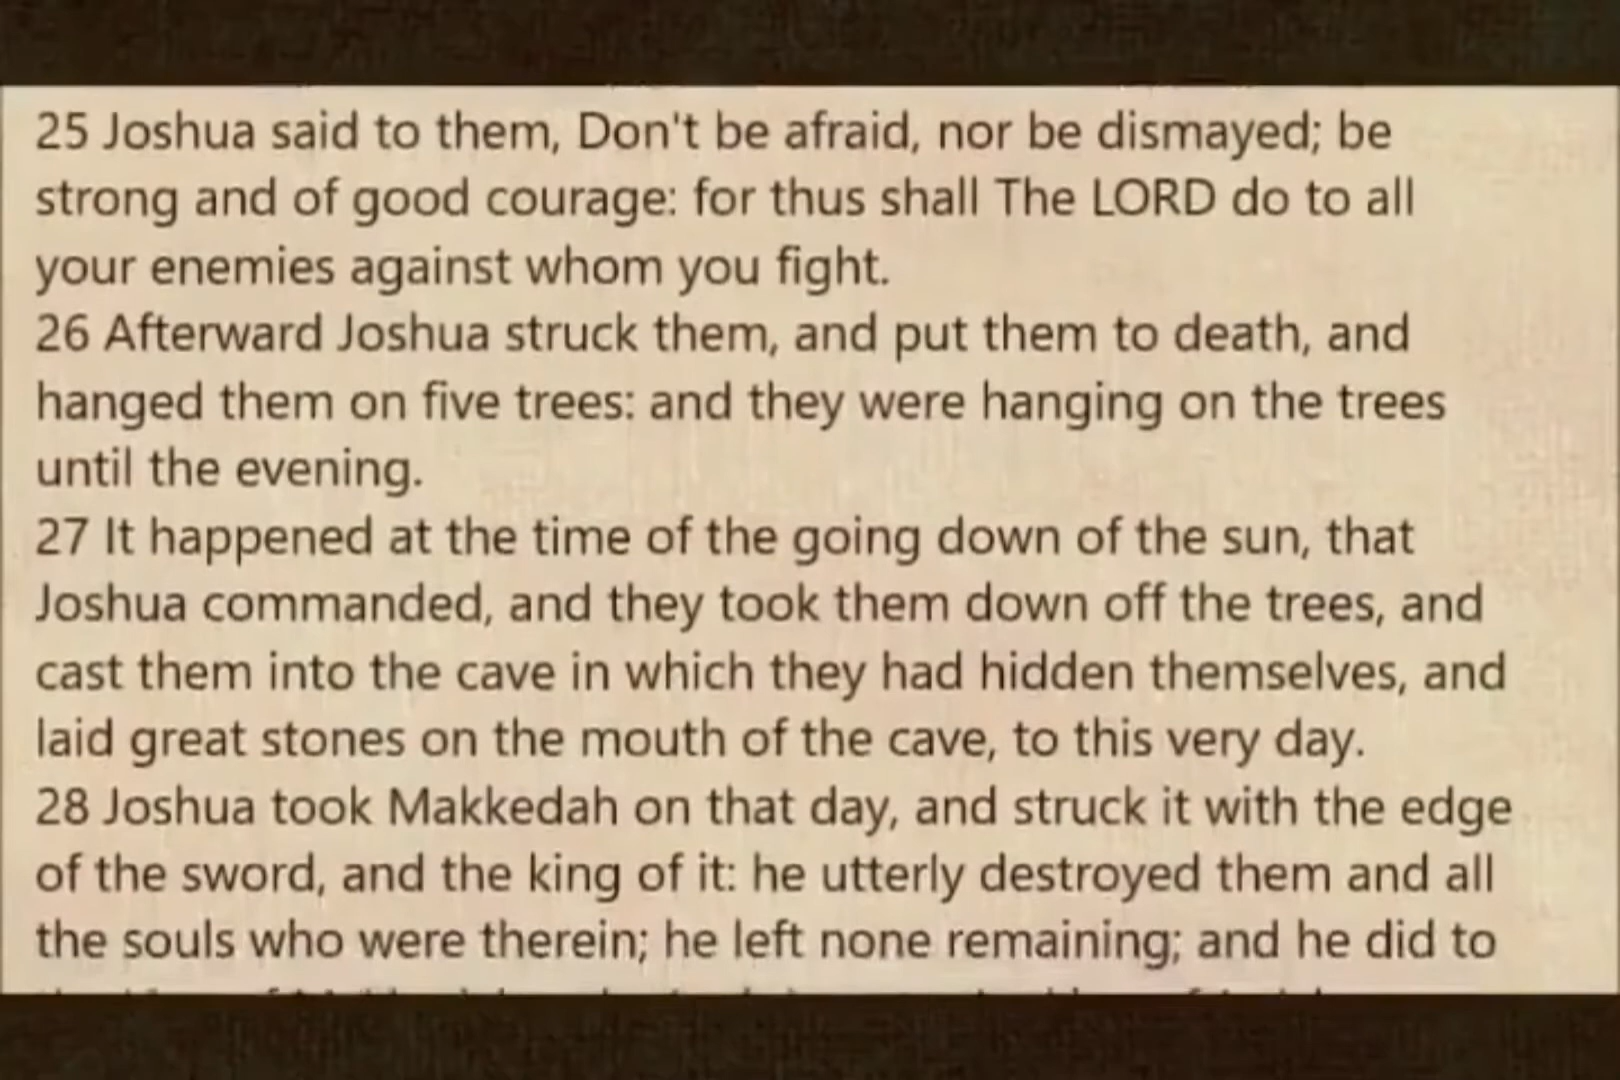 25 Joshua said to them, Don't be afraid, nor be dismayed; be
strong and of good courage: for thus shall The LORD do to all
your enemies against whom you fight.
26 Afterward Joshua struck them, and put them to death, and
hanged them on five trees: and they were hanging on the trees
until the evening.
27 It happened at the time of the going down of the sun, that
Joshua commanded, and they took them down off the trees, and
cast them into the cave in which they had hidden themselves, and
laid great stones on the mouth of the cave, to this very day.
28 Joshua took Makkedah on that day, and struck it with the edge
of the sword, and the king of it: he utterly destroyed them and all
the souls who were therein; he left none remaining; and he did to